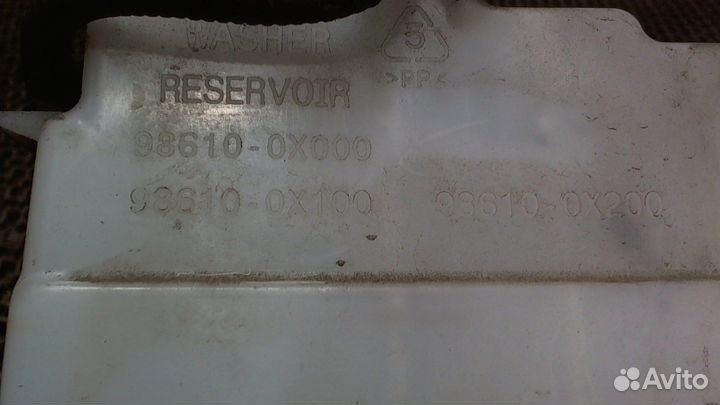 WASHER
3
>PP<
RESERVOIR
98610-0X000
98610-0X100 98610-0X200
Avito